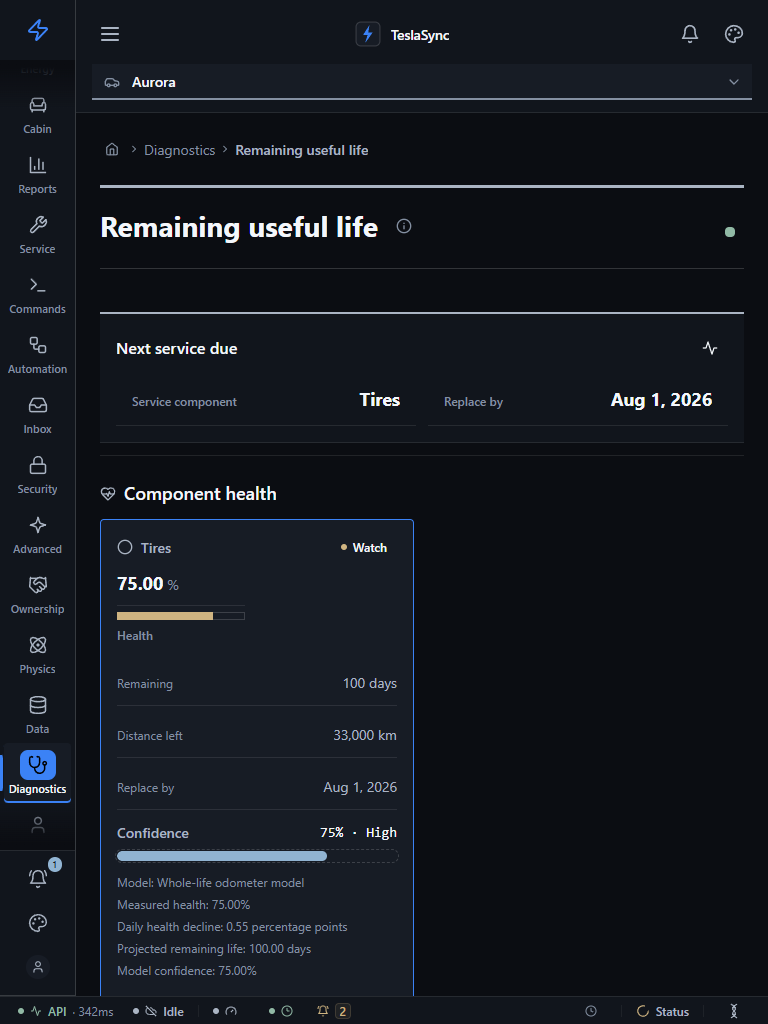 TeslaSync
Aurora
Energy
Cabin
Reports
Service
Commands
Automation
Inbox
Security
Advanced
Ownership
Physics
Data
Diagnostics
1
Diagnostics
Remaining useful life
Remaining useful life
Next service due
Service component
Tires
Replace by
Aug 1, 2026
Component health
Tires
Watch
75.00 %
Health
Remaining
100 days
Distance left
33,000 km
Replace by
Aug 1, 2026
Confidence
75% · High
Model: Whole-life odometer model
Measured health: 75.00%
Daily health decline: 0.55 percentage points
Projected remaining life: 100.00 days
Model confidence: 75.00%
API · 342ms
Idle
2
Status